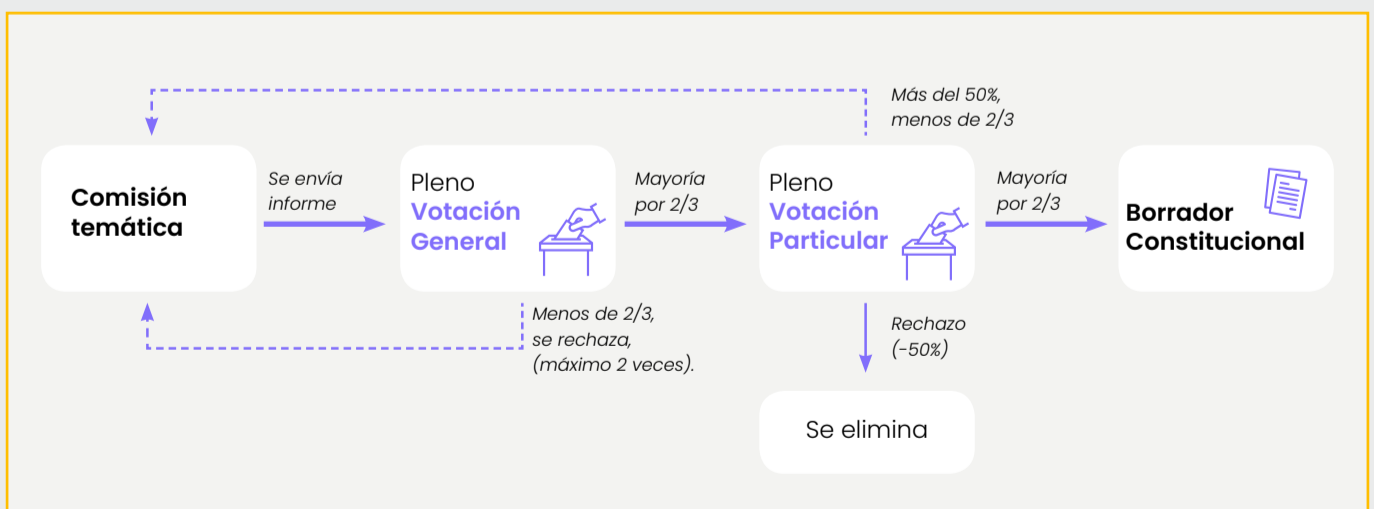 Más del 50%,
menos de 2/3
Comisión
temática
Se envía
informe
Pleno
Votación
General
Mayoría
por 2/3
Pleno
Votación
Particular
Mayoría
por 2/3
Borrador
Constitucional
Menos de 2/3,
se rechaza,
(máximo 2 veces).
Rechazo
(-50%)
Se elimina